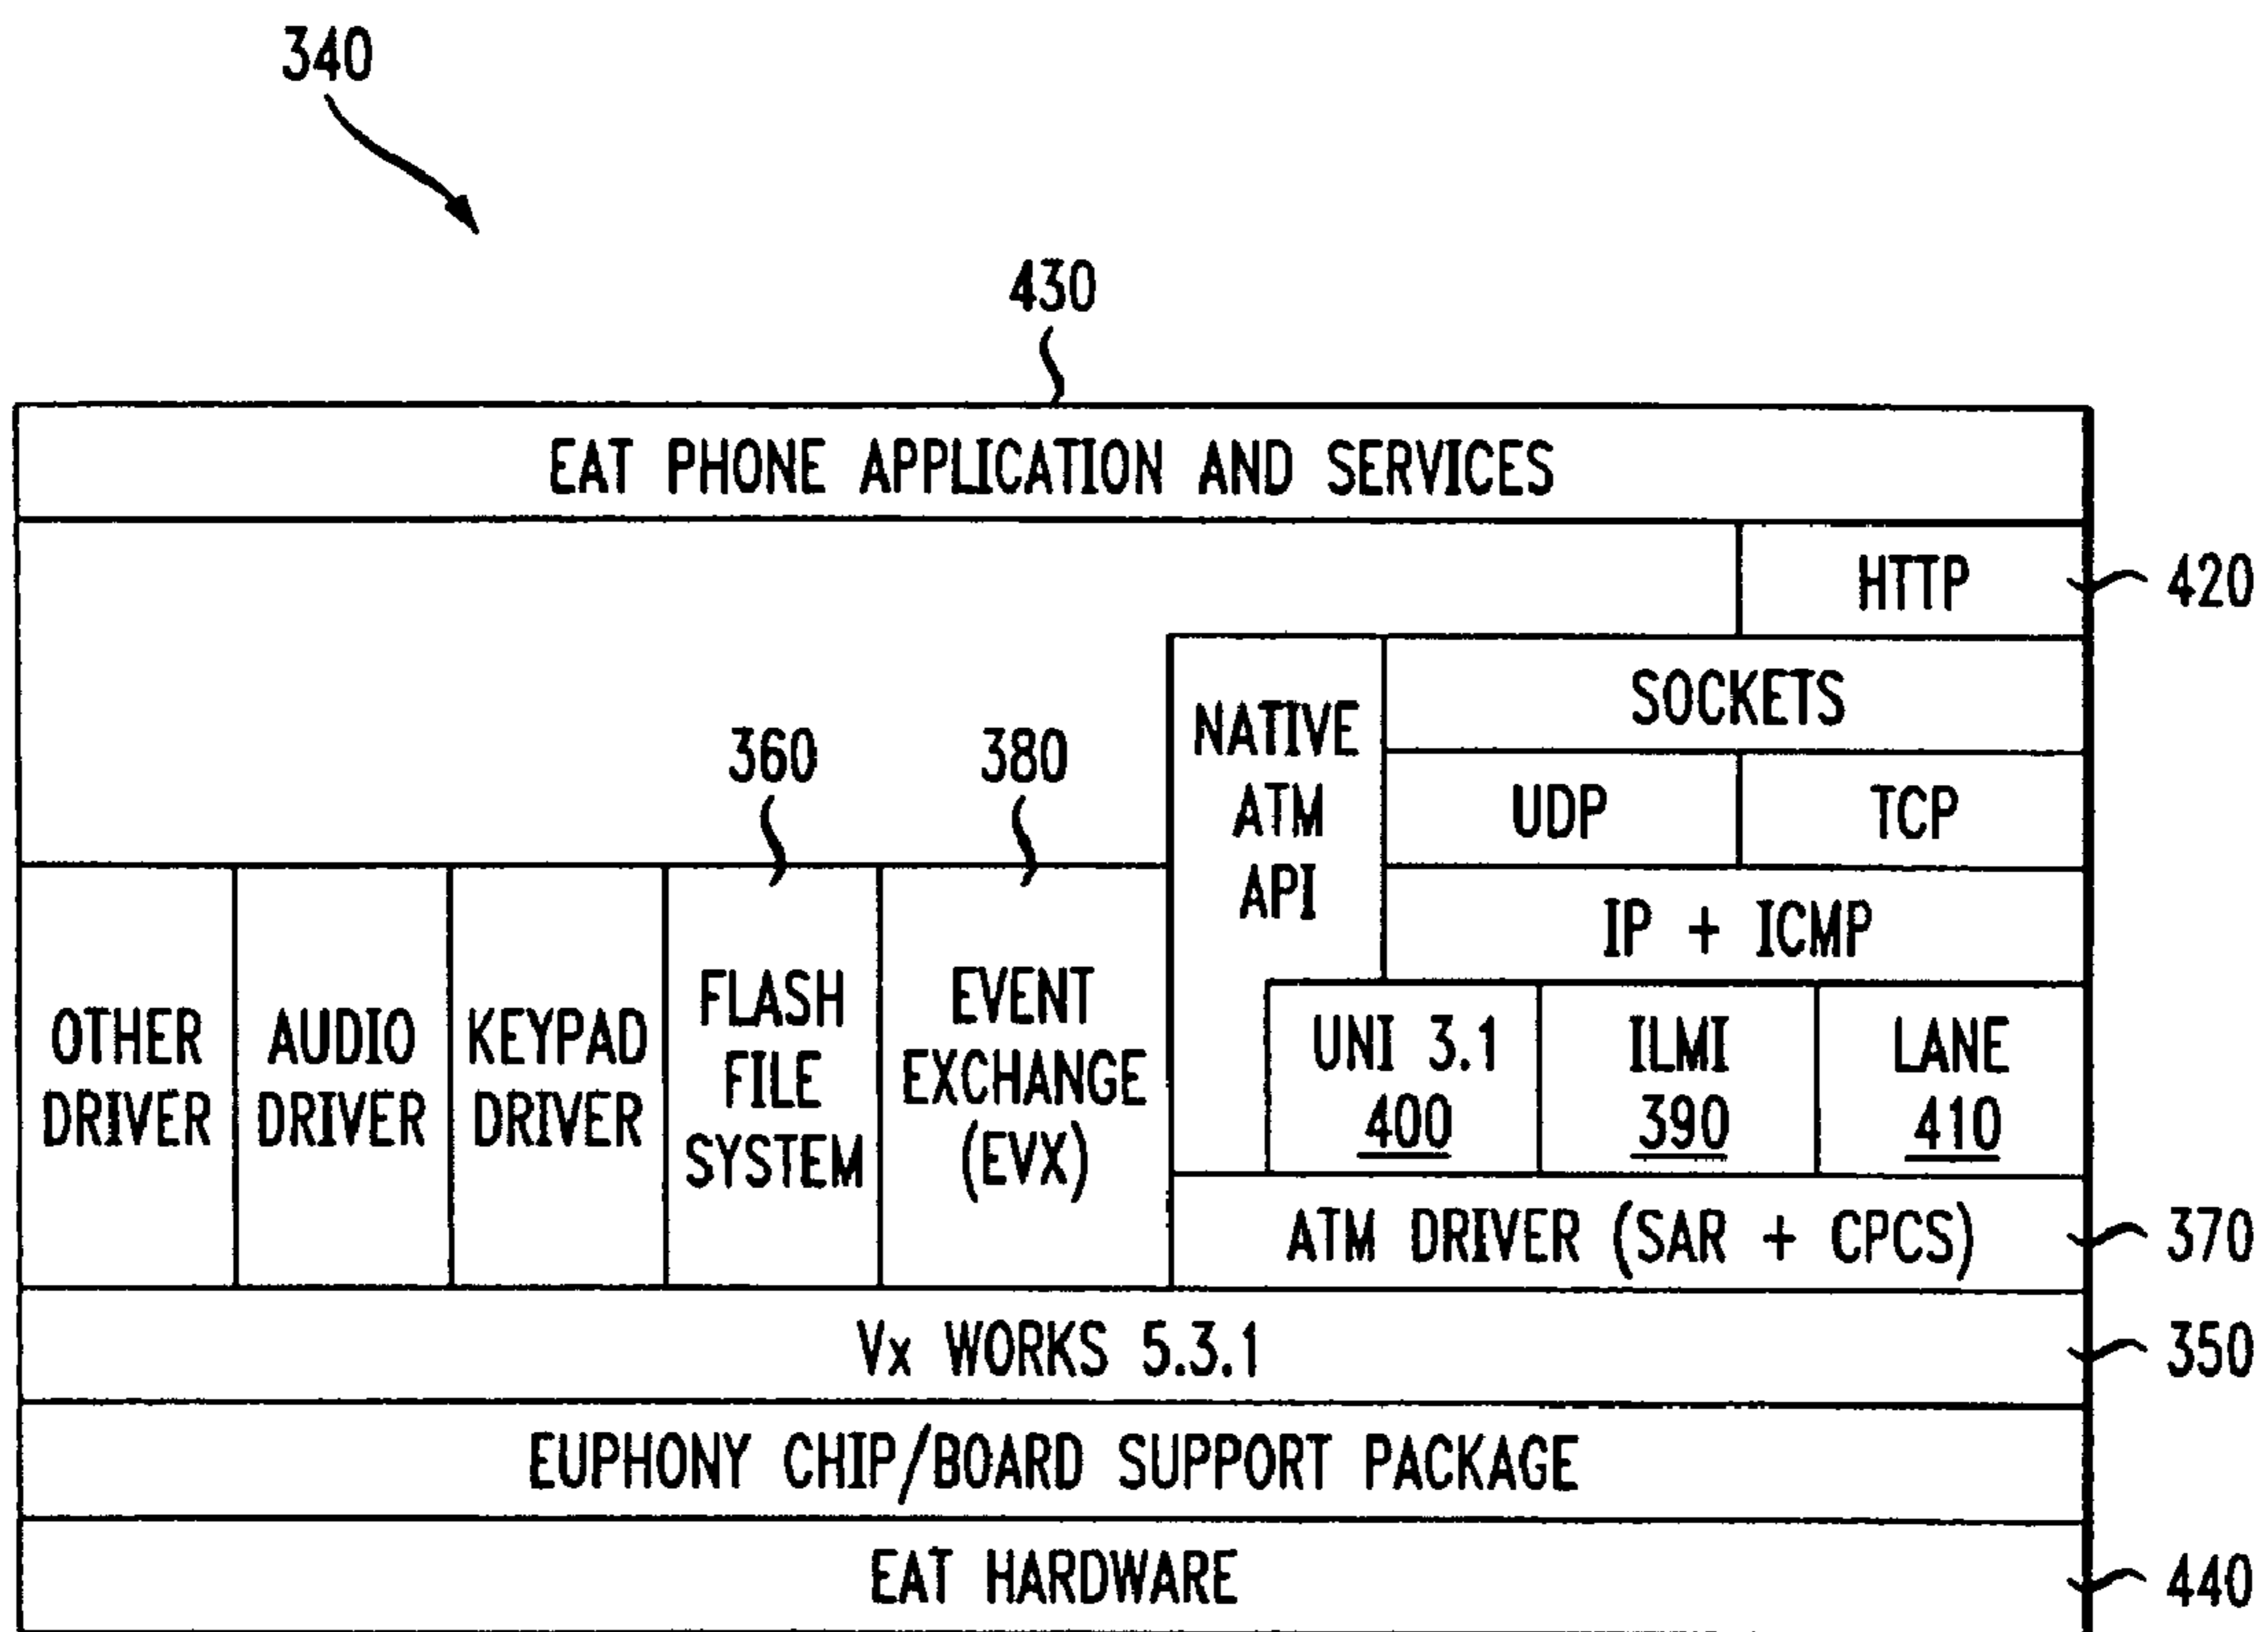 340
430
EAT PHONE APPLICATION AND SERVICES
HTTP
420
NATIVE
ATM
API
SOCKETS
UDP
TCP
IP + ICMP
360
380
OTHER
DRIVER
AUDIO
DRIVER
KEYPAD
DRIVER
FLASH
FILE
SYSTEM
EVENT
EXCHANGE
(EVX)
UNI 3.1
400
ILMI
390
LANE
410
ATM DRIVER (SAR + CPCS)
370
Vx WORKS 5.3.1
350
EUPHONY CHIP/BOARD SUPPORT PACKAGE
EAT HARDWARE
440